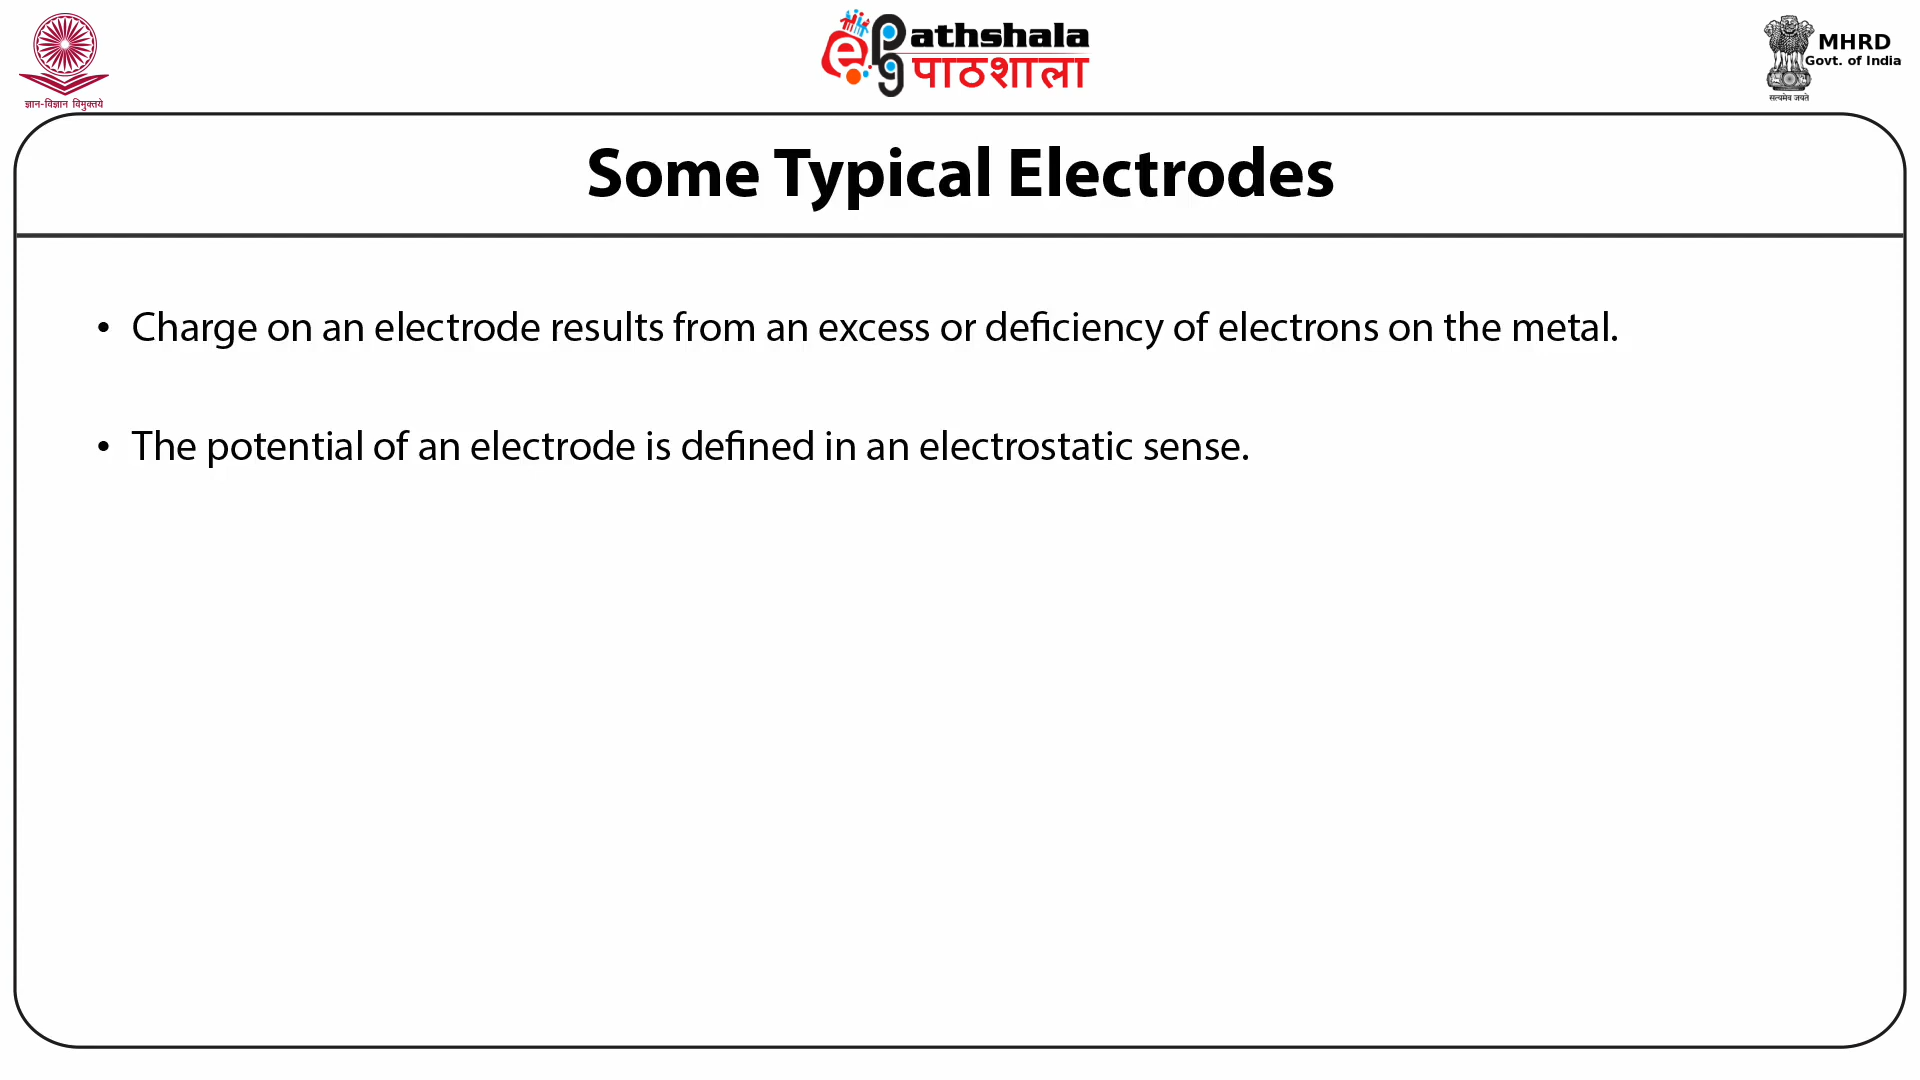 ज्ञान-विज्ञान विमुक्तये
e
pg
athshala
पाठशाला
MHRD
Govt. of India
सत्यमेव जयते
Some Typical Electrodes
• Charge on an electrode results from an excess or deficiency of electrons on the metal.
• The potential of an electrode is defined in an electrostatic sense.